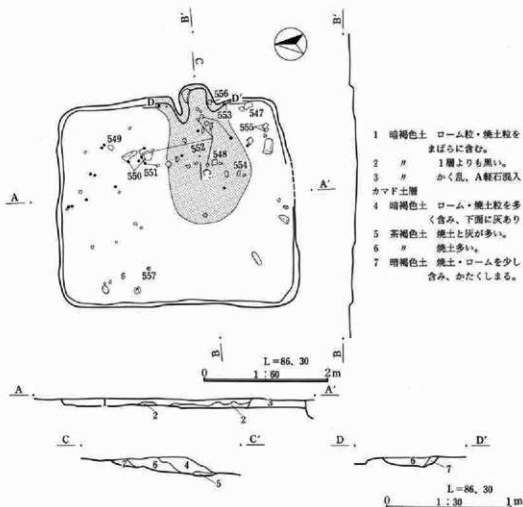 B′
C
556
D
D′
553
547
555
549
552
548
550
551
554
C′
A
A′
557
B
B′
L=86、30
0
1:60
2m
1 暗褐色土 ローム粒・焼土粒を
まばらに含む。
2 〃 1層よりも黒い。
3 〃 かく乱、A軽石混入
カマド土層
4 暗褐色土 ローム・焼土粒を多
く含み、下面に灰あり
5 茶褐色土 焼土と灰が多い。
6 〃 焼土多い。
7 暗褐色土 焼土・ロームを少し
含み、かたくしまる。
A
A′
1
2
2
3
C
C′
7
6
4
5
D
D′
6
7
L=86、30
0
1:30
1m